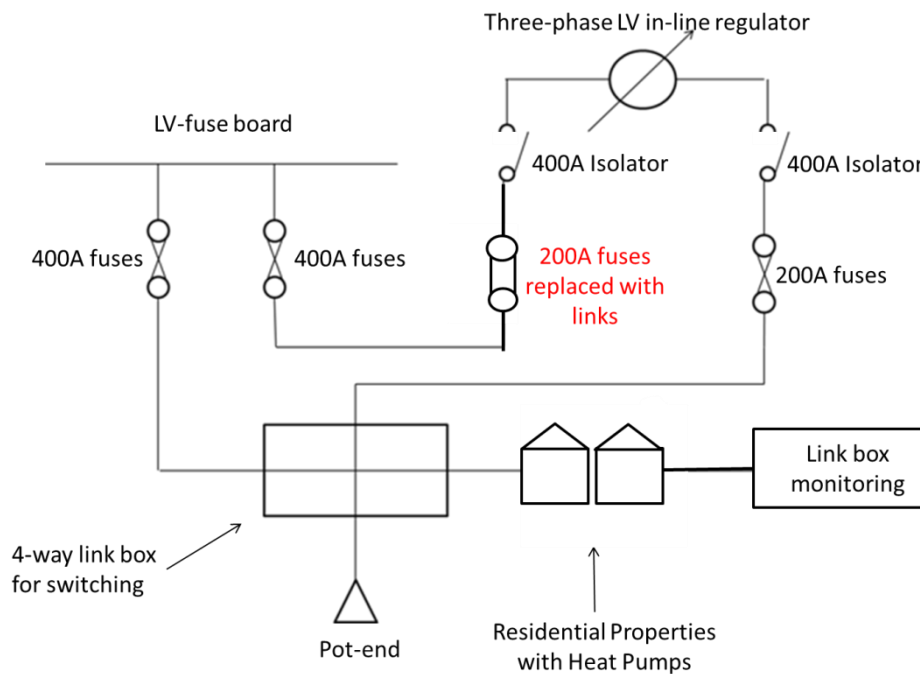 Three-phase LV in-line regulator
LV-fuse board
400A Isolator
400A Isolator
400A fuses
400A fuses
200A fuses
replaced with
links
200A fuses
Link box
monitoring
4-way link box
for switching
Pot-end
Residential Properties
with Heat Pumps